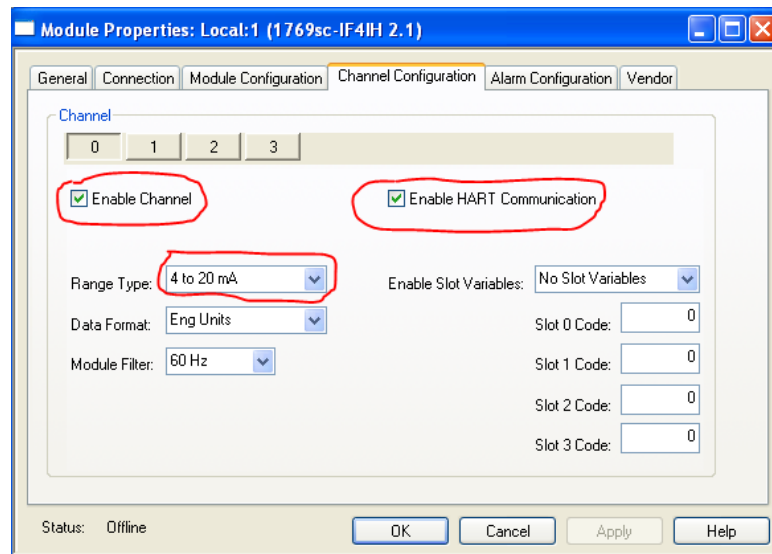 Module Properties: Local:1 (1769sc-IF4IH 2.1)
General Connection Module Configuration Channel Configuration Alarm Configuration Vendor
Channel
0 1 2 3
Enable Channel Enable HART Communication
Range Type: 4 to 20 mA Enable Slot Variables: No Slot Variables
Data Format: Eng Units Slot 0 Code: 0
Module Filter: 60 Hz Slot 1 Code: 0
Slot 2 Code: 0
Slot 3 Code: 0
Status: Offline OK Cancel Apply Help